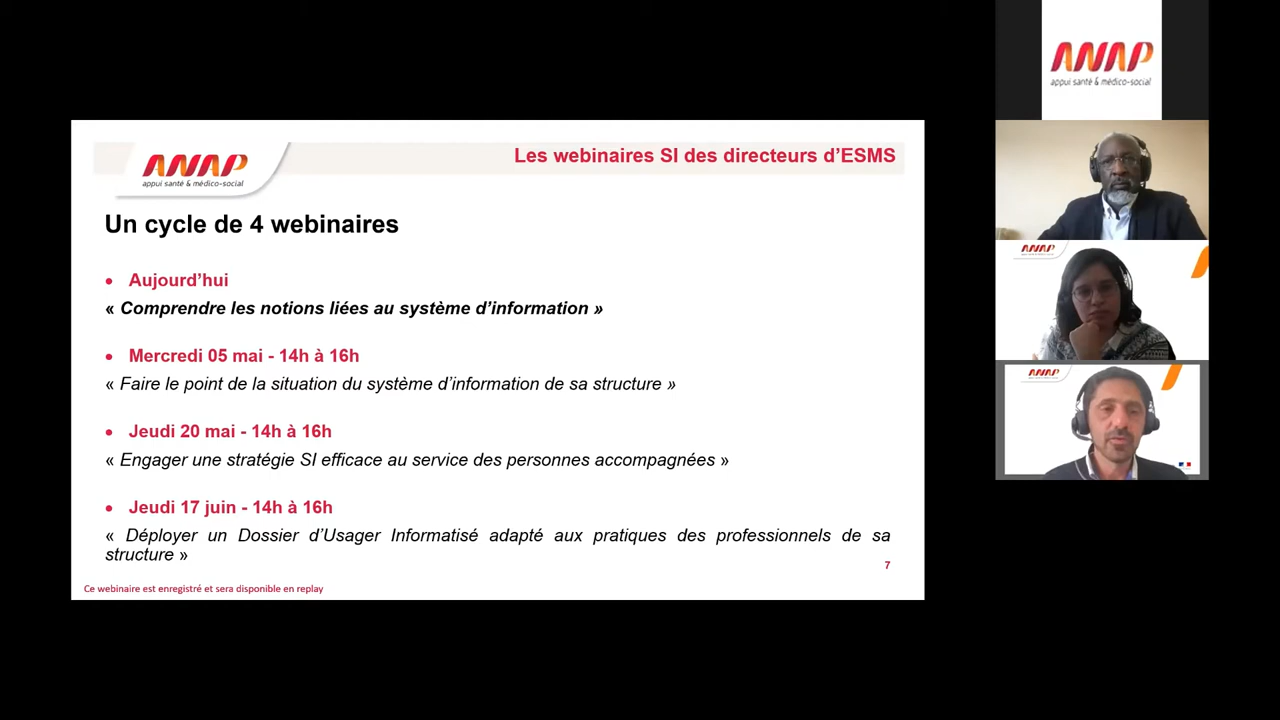 ANAP
appui santé & médico-social
Les webinaires SI des directeurs d'ESMS
Un cycle de 4 webinaires
• Aujourd'hui
« Comprendre les notions liées au système d'information »
• Mercredi 05 mai - 14h à 16h
« Faire le point de la situation du système d'information de sa structure »
• Jeudi 20 mai - 14h à 16h
« Engager une stratégie SI efficace au service des personnes accompagnées »
• Jeudi 17 juin - 14h à 16h
« Déployer un Dossier d'Usager Informatisé adapté aux pratiques des professionnels de sa
structure »
7
Ce webinaire est enregistré et sera disponible en replay
ANAP
appui santé & médico-social
ANAP
ANAP